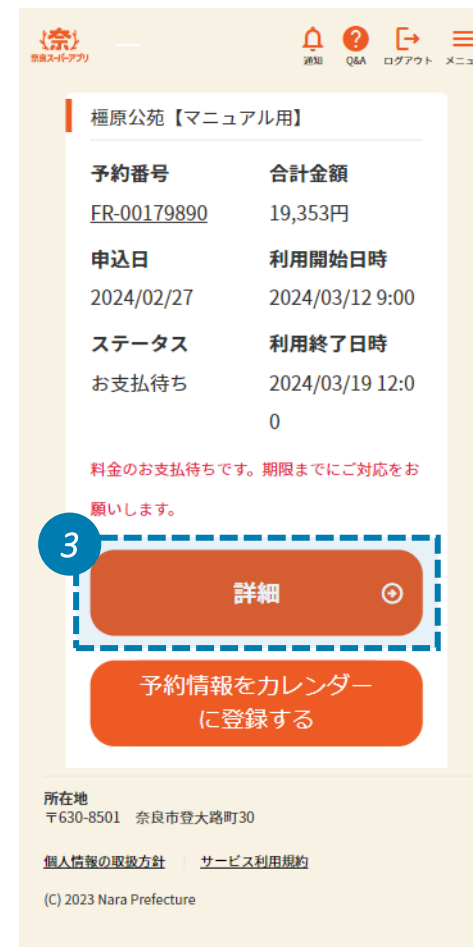 奈
奈良スーパーアプリ
通知 Q&A ログアウト メニュー
橿原公苑【マニュアル用】
予約番号 合計金額
FR-00179890 19,353円
申込日 利用開始日時
2024/02/27 2024/03/12 9:00
ステータス 利用終了日時
お支払待ち 2024/03/19 12:0
0
料金のお支払待ちです。期限までにご対応をお
願いします。
3
詳細
予約情報をカレンダー
に登録する
所在地
〒630-8501 奈良市登大路町30
個人情報の取扱方針 サービス利用規約
(C) 2023 Nara Prefecture